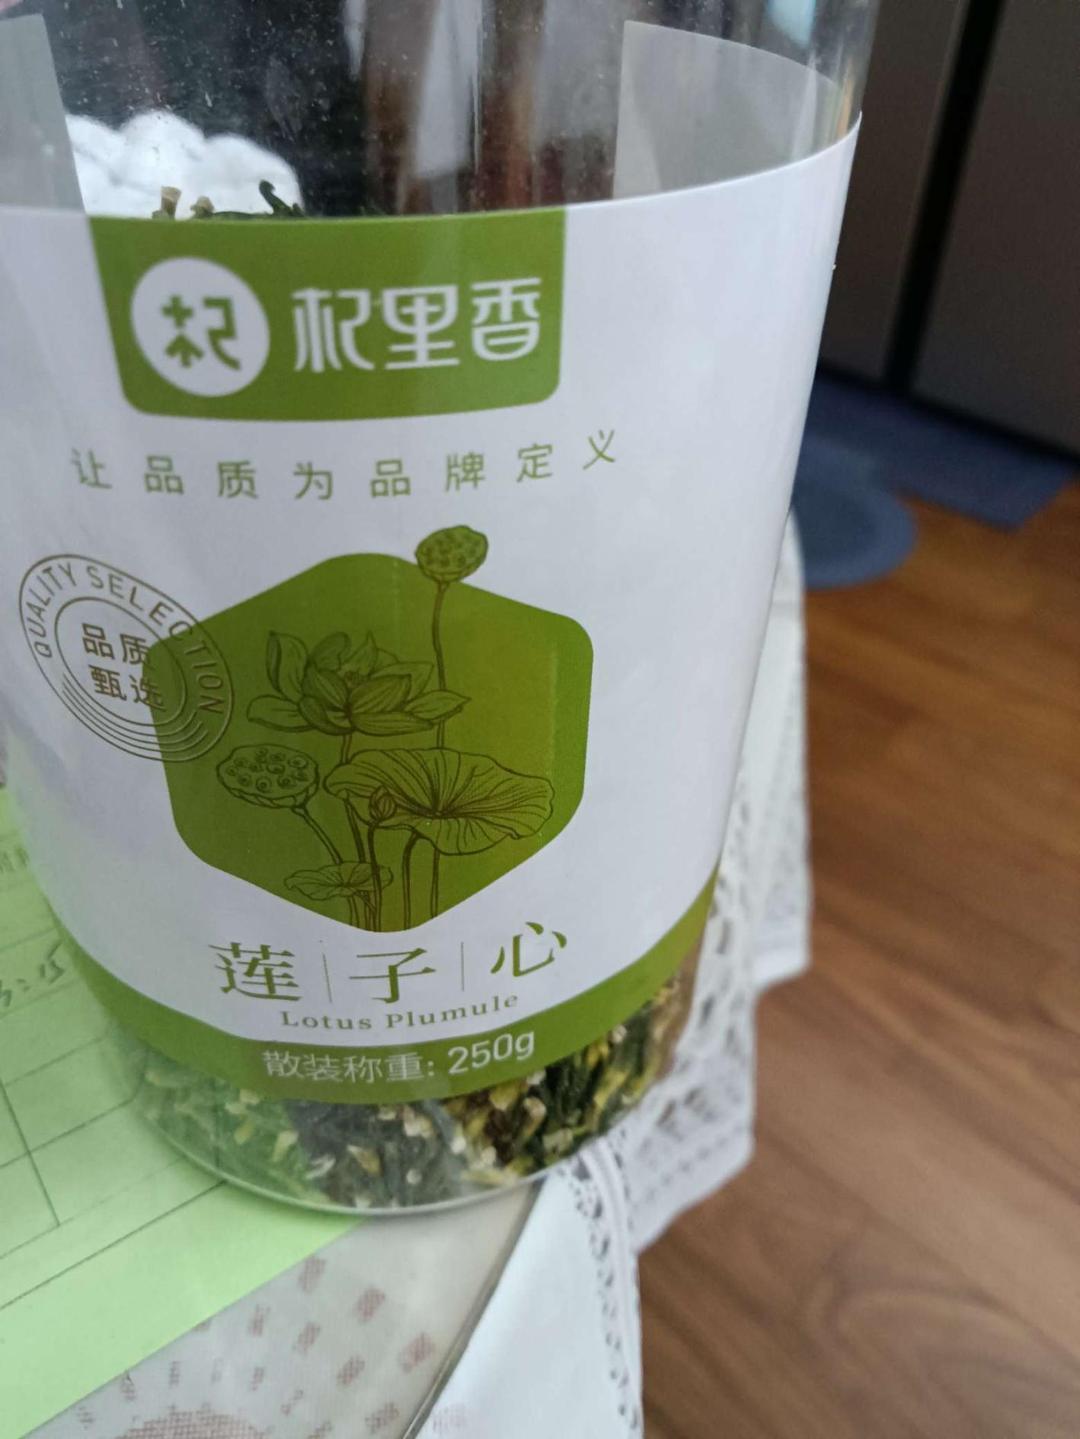 杞里香
让品质为品牌定义
QUALITY SELECTION
品质
甄选
莲子心
Lotus Plumule
散装称重: 250g